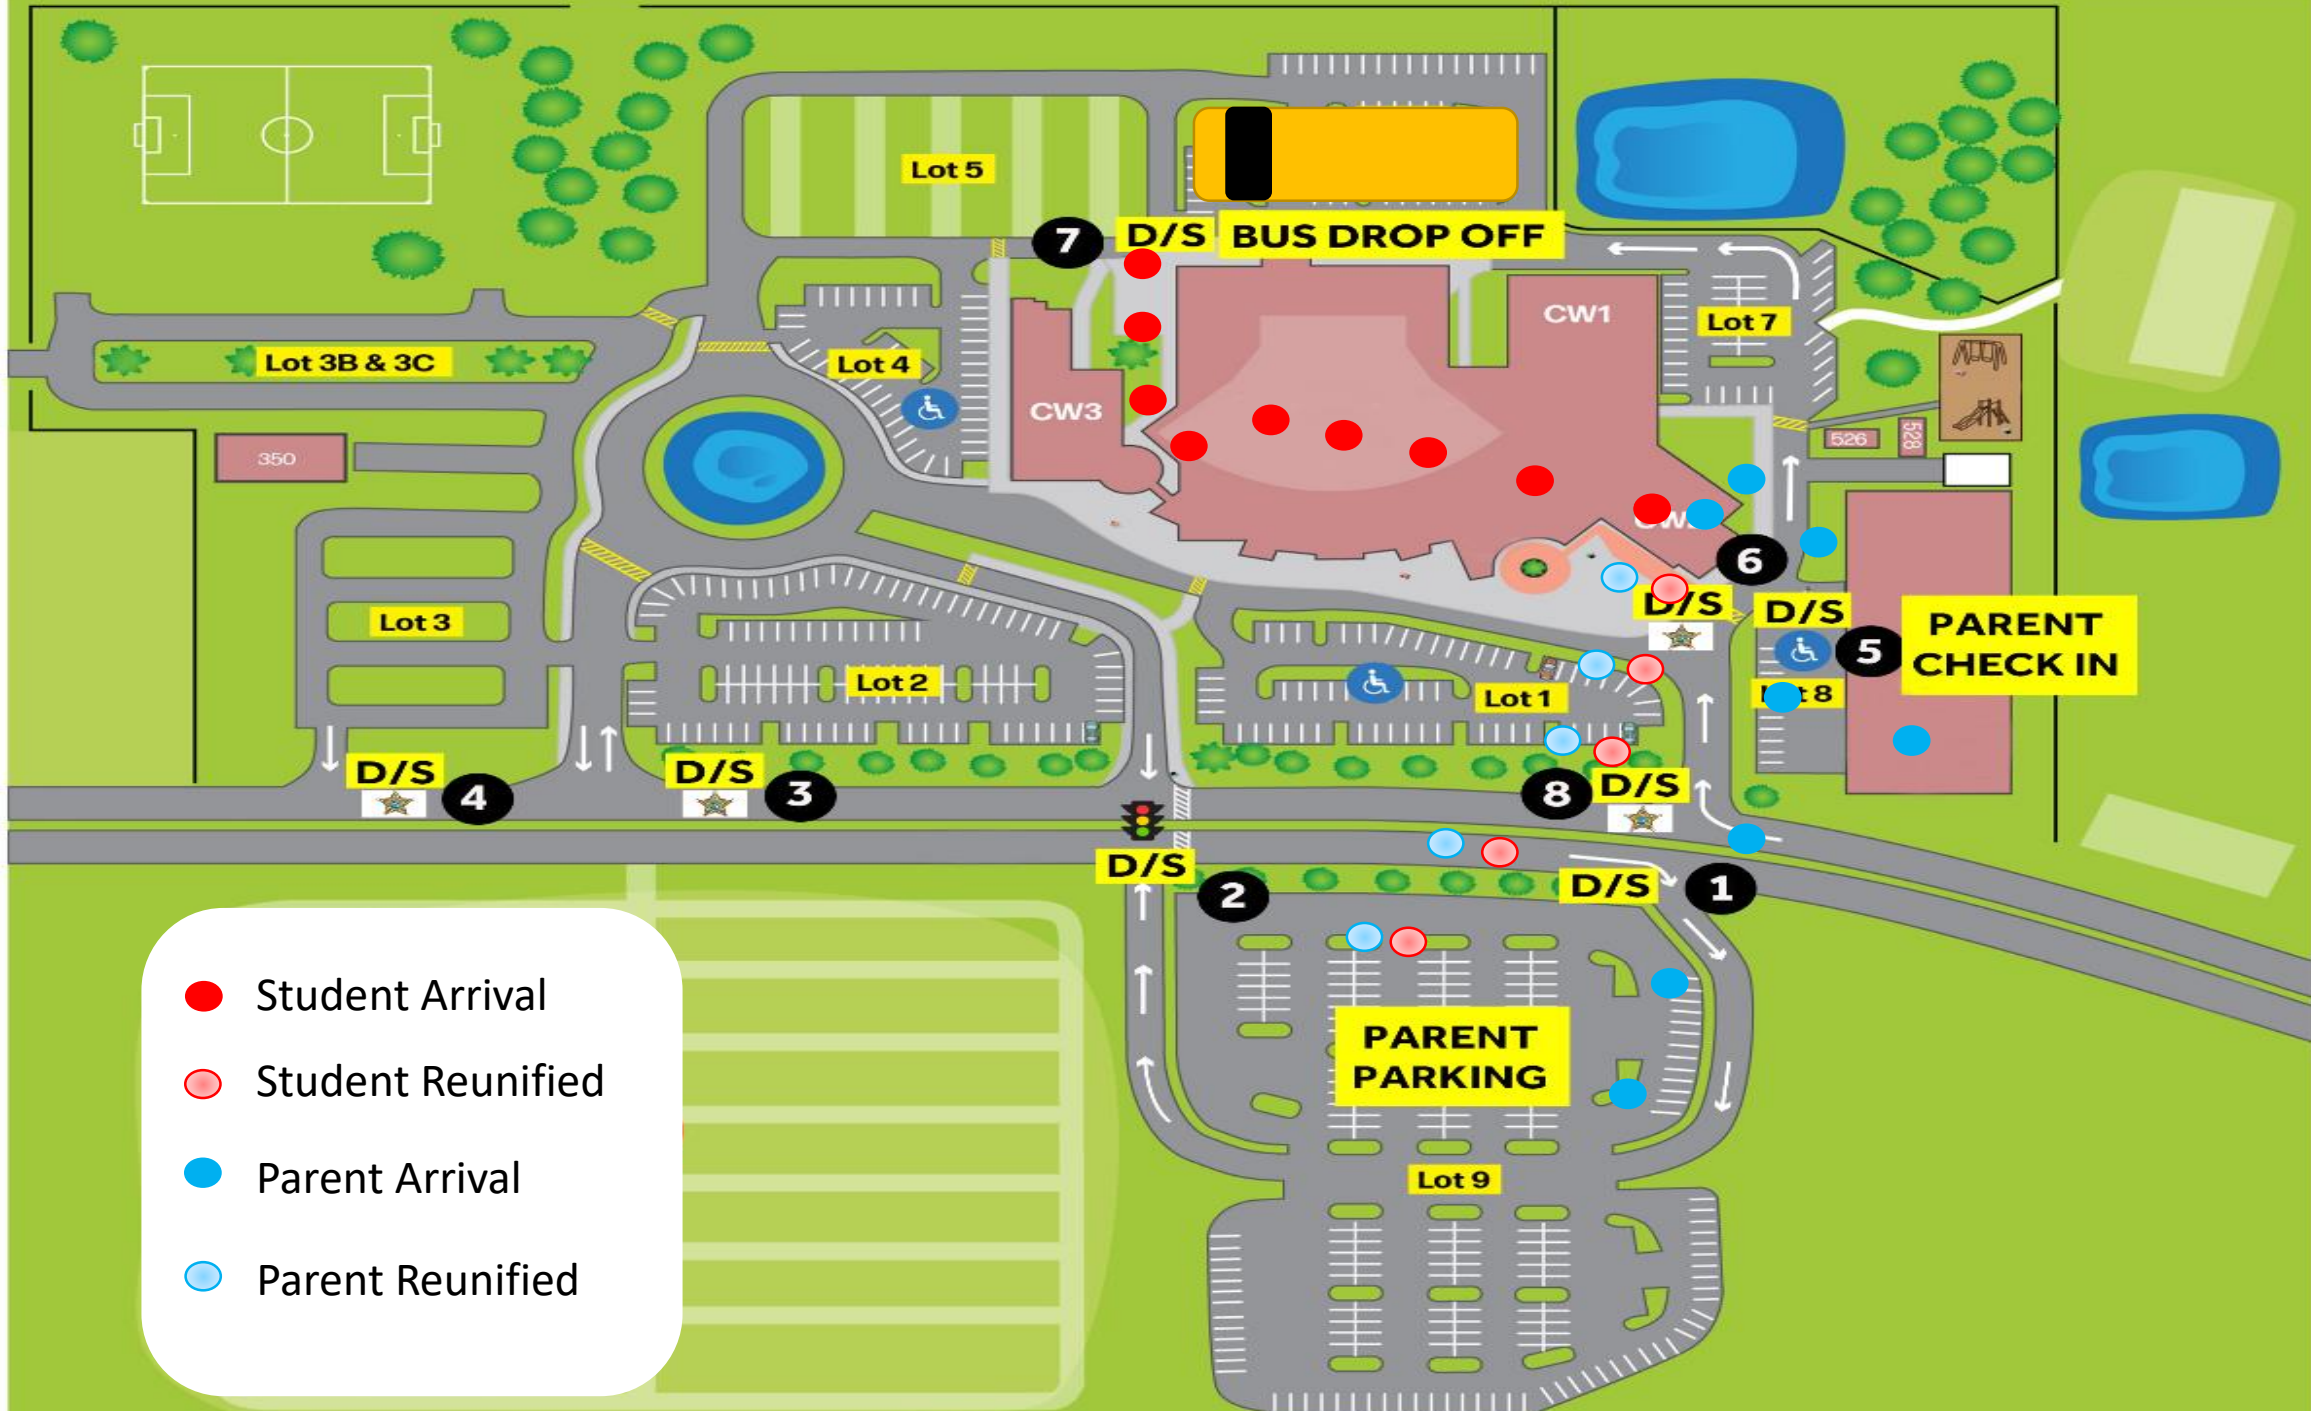 Lot 5
7
D/S
BUS DROP OFF
CW1
Lot 7
Lot 3B & 3C
Lot 4
CW3
526
528
350
6
Lot 3
D/S
D/S
5
PARENT
CHECK IN
Lot 2
Lot 1
D/S
4
D/S
3
8
D/S
D/S
2
D/S
1
PARENT
PARKING
Lot 9
Student Arrival
Student Reunified
Parent Arrival
Parent Reunified